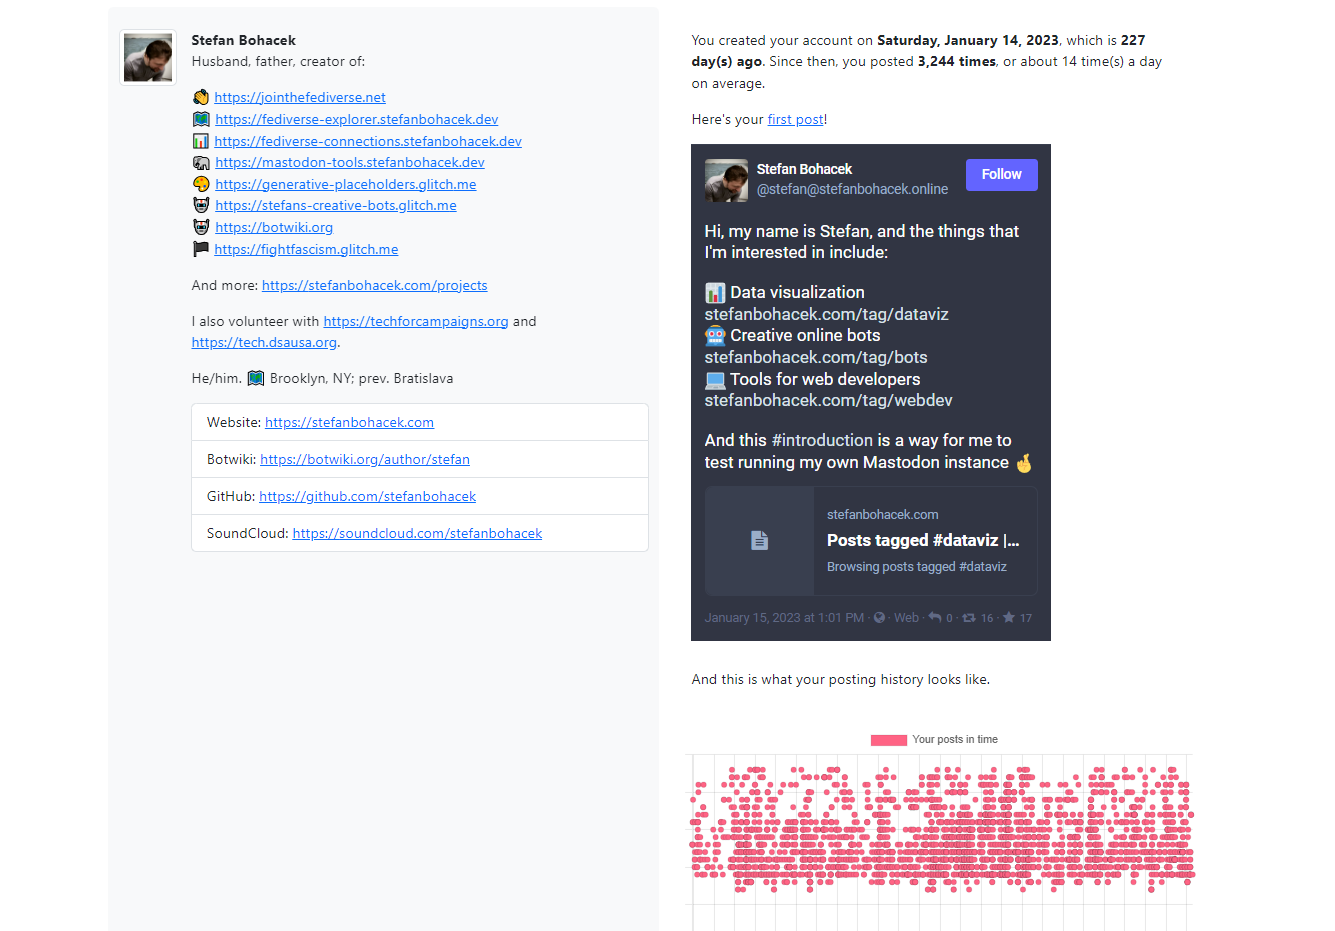 Stefan Bohacek
Husband, father, creator of:
https://jointhefediverse.net
https://fediverse-explorer.stefanbohacek.dev
https://fediverse-connections.stefanbohacek.dev
https://mastodon-tools.stefanbohacek.dev
https://generative-placeholders.glitch.me
https://stefans-creative-bots.glitch.me
https://botwiki.org
https://fightfascism.glitch.me
And more: https://stefanbohacek.com/projects
I also volunteer with https://techforcampaigns.org and
https://tech.dsausa.org.
He/him. Brooklyn, NY; prev. Bratislava
Website: https://stefanbohacek.com
Botwiki: https://botwiki.org/author/stefan
GitHub: https://github.com/stefanbohacek
SoundCloud: https://soundcloud.com/stefanbohacek
You created your account on Saturday, January 14, 2023, which is 227
day(s) ago. Since then, you posted 3,244 times, or about 14 time(s) a day
on average.
Here's your first post!
Stefan Bohacek
@stefan@stefanbohacek.online
Follow
Hi, my name is Stefan, and the things that
I'm interested in include:
📊 Data visualization
stefanbohacek.com/tag/dataviz
🤖 Creative online bots
stefanbohacek.com/tag/bots
💻 Tools for web developers
stefanbohacek.com/tag/webdev
And this #introduction is a way for me to
test running my own Mastodon instance 🤞
stefanbohacek.com
Posts tagged #dataviz |...
Browsing posts tagged #dataviz
January 15, 2023 at 1:01 PM · Web · 0 · 16 · 17
And this is what your posting history looks like.
Your posts in time